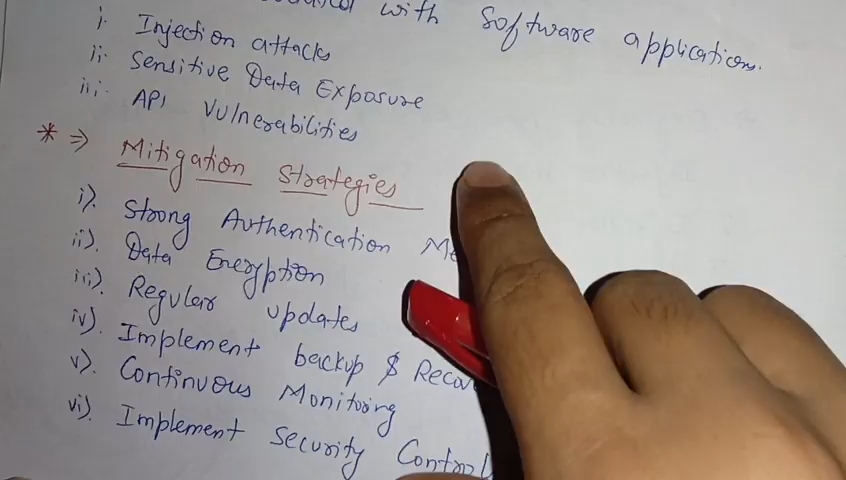 with Software applications.
i. Injection attacks
ii. Sensitive Data Exposure
iii. API Vulnerabilities
* ⇒ Mitigation Strategies
i). Strong Authentication
ii). Data Encryption
iii). Regular updates
iv). Implement backup &
v). Continuous Monitoring
vi). Implement Security Control